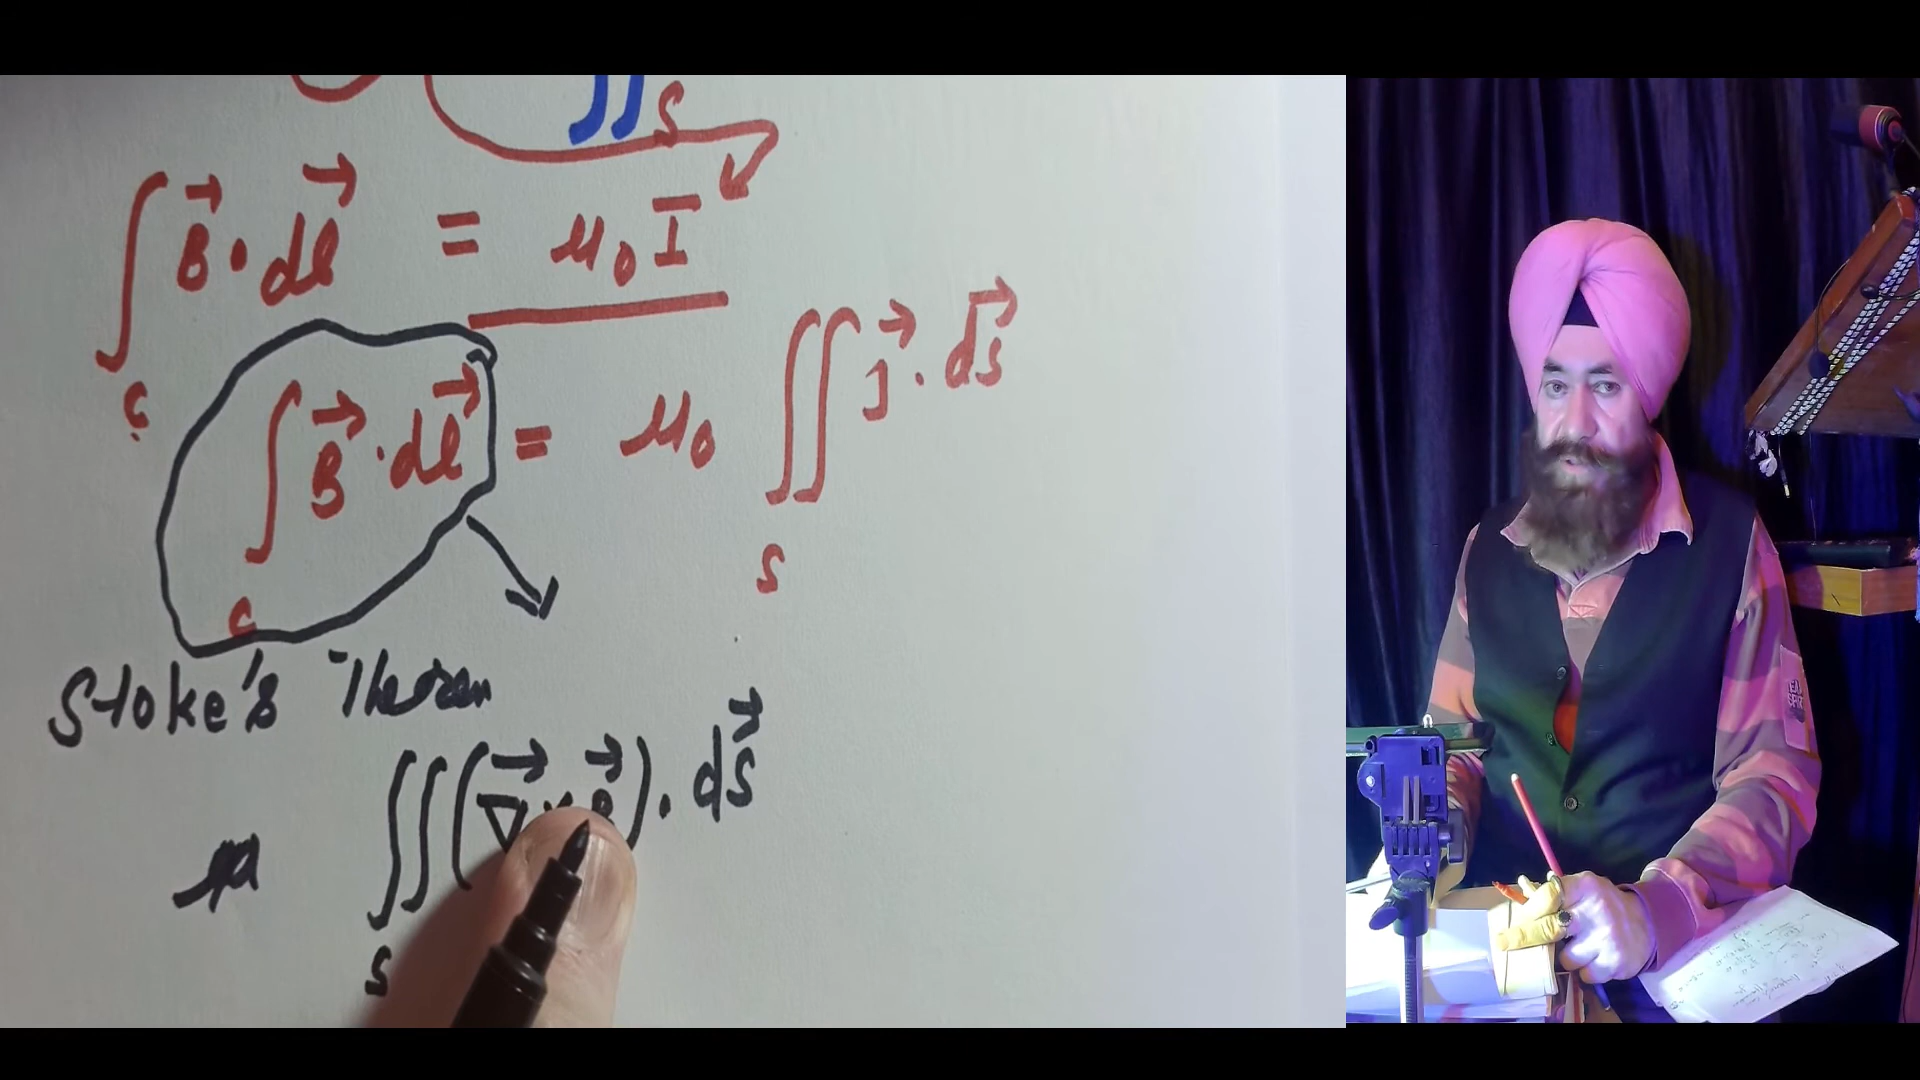 ∫∫ S
∫ B⃗ · dl⃗ = μ₀ I
C
∫ B⃗ · dl⃗ = μ₀ ∫∫ J⃗ · ds⃗
C S
Stoke's Theorem
∫∫ (∇⃗ × B⃗) · ds⃗
S